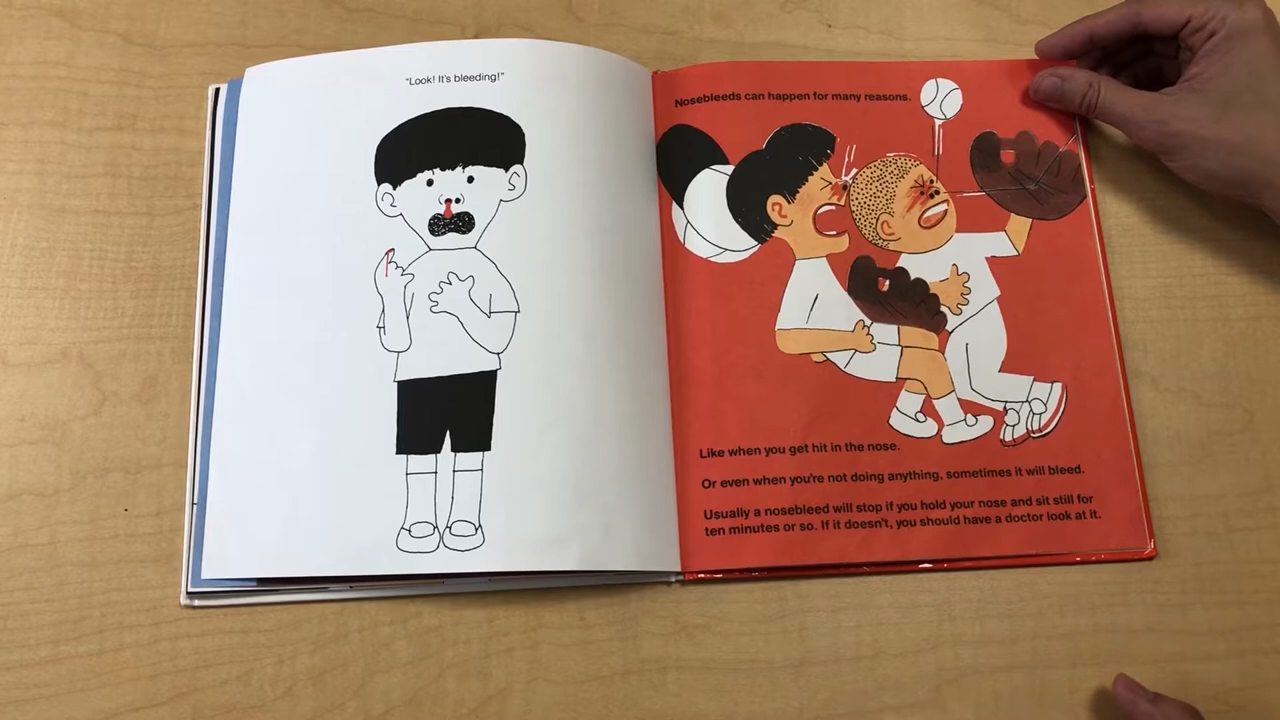 "Look! It's bleeding!"
Nosebleeds can happen for many reasons.
Like when you get hit in the nose.
Or even when you're not doing anything, sometimes it will bleed.
Usually a nosebleed will stop if you hold your nose and sit still for
ten minutes or so. If it doesn't, you should have a doctor look at it.